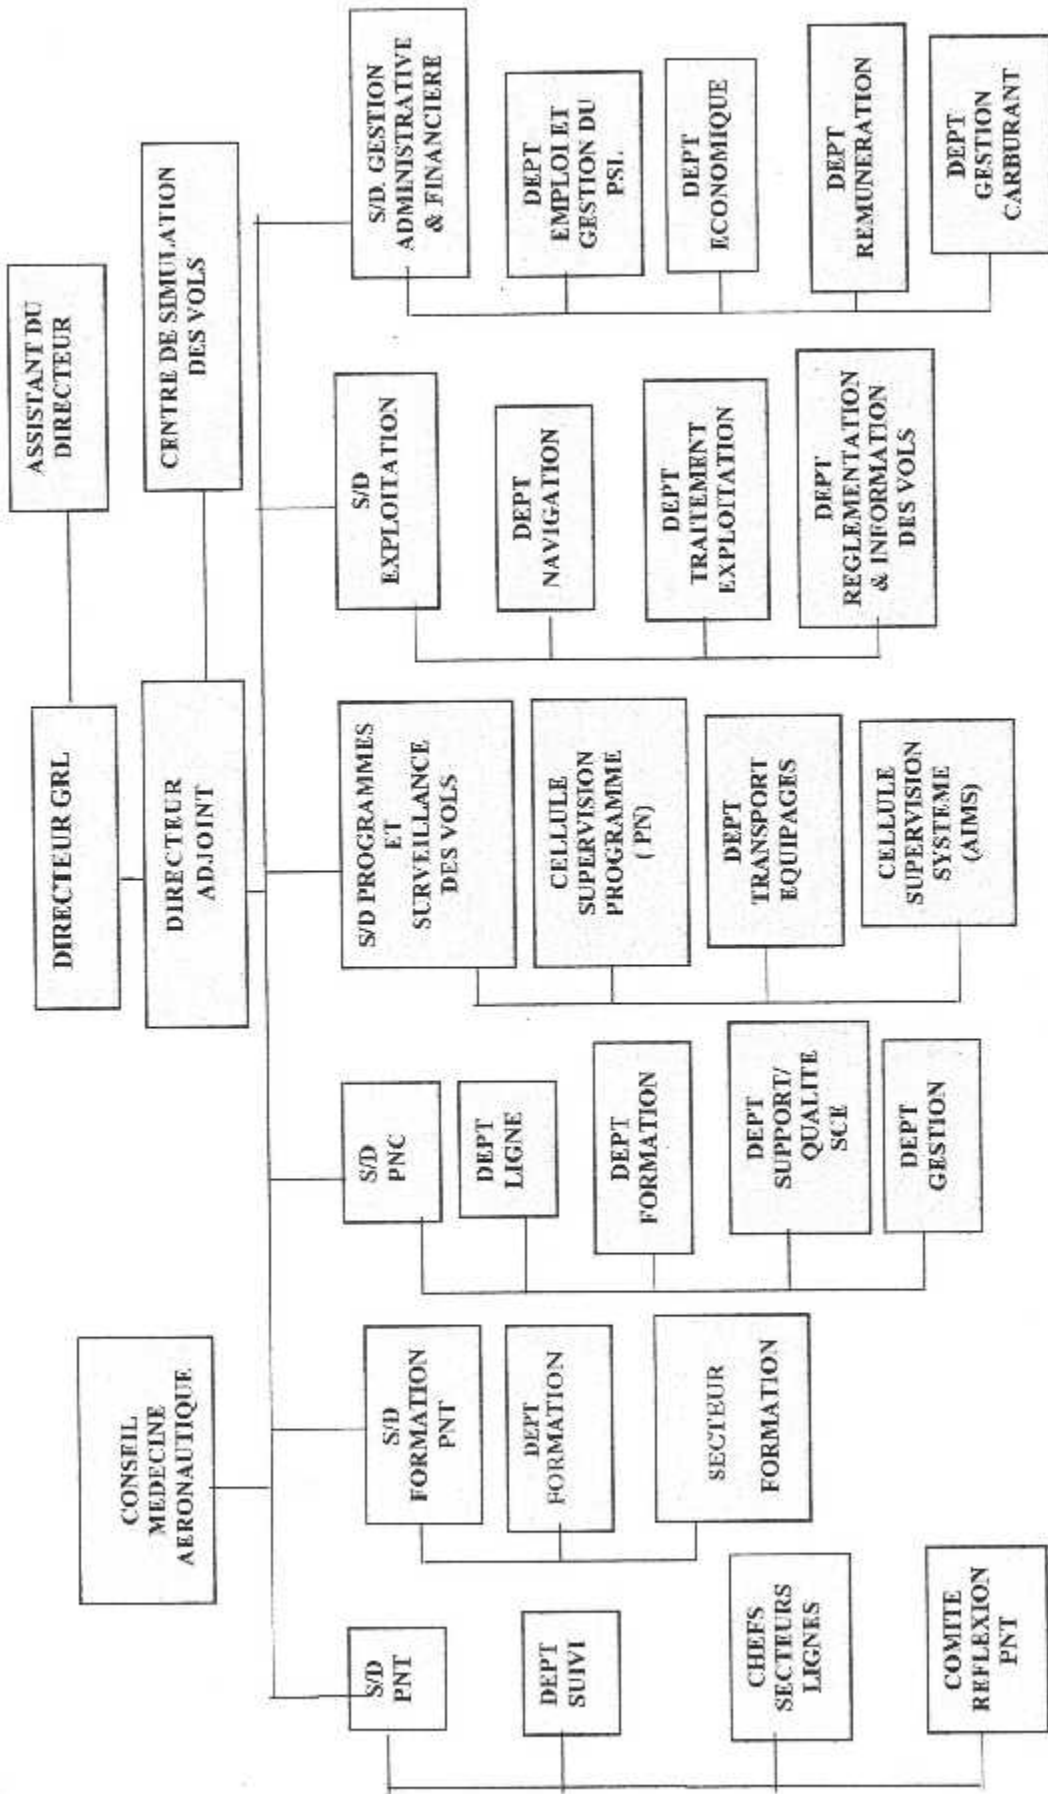 DIRECTEUR GRL
ASSISTANT DU
DIRECTEUR
DIRECTEUR
ADJOINT
CENTRE DE SIMULATION
DES VOLS
CONSEIL
MEDECINE
AERONAUTIQUE
S/D
PNT
DEPT
SUIVI
CHEFS
SECTEURS
LIGNES
COMITE
REFLEXION
PNT
S/D
FORMATION
PNT
DEPT
FORMATION
SECTEUR
FORMATION
S/D
PNC
DEPT
LIGNE
DEPT
FORMATION
DEPT
SUPPORT/
QUALITE
SCE
DEPT
GESTION
S/D PROGRAMMES
ET
SURVEILLANCE
DES VOLS
CELLULE
SUPERVISION
PROGRAMME
( PN)
DEPT
TRANSPORT
EQUIPAGES
CELLULE
SUPERVISION
SYSTEME
(AIMS)
S/D
EXPLOITATION
DEPT
NAVIGATION
DEPT
TRAITEMENT
EXPLOITATION
DEPT
REGLEMENTATION
& INFORMATION
DES VOLS
S/D. GESTION
ADMINISTRATIVE
& FINANCIERE
DEPT
EMPLOI ET
GESTION DU
PSL
DEPT
ECONOMIQUE
DEPT
REMUNERATION
DEPT
GESTION
CARBURANT